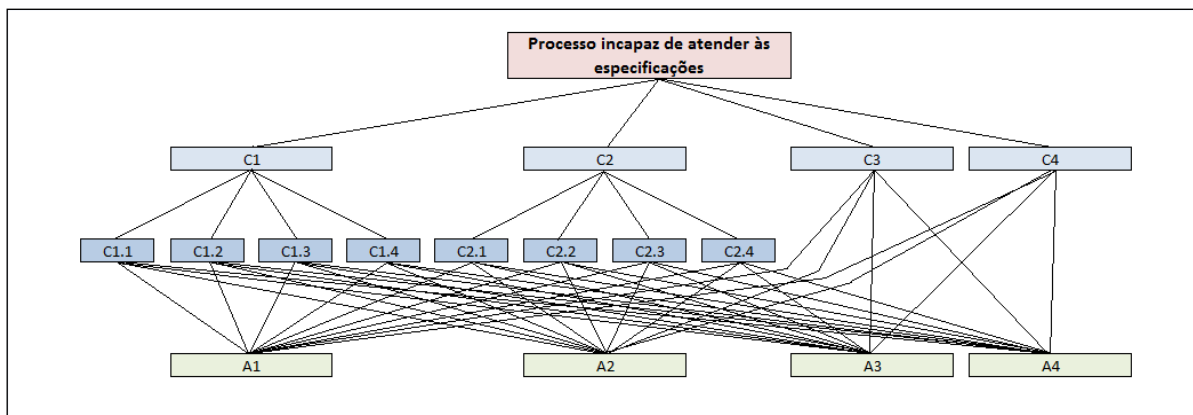 Processo incapaz de atender às
especificações
C1
C2
C3
C4
C1.1
C1.2
C1.3
C1.4
C2.1
C2.2
C2.3
C2.4
A1
A2
A3
A4